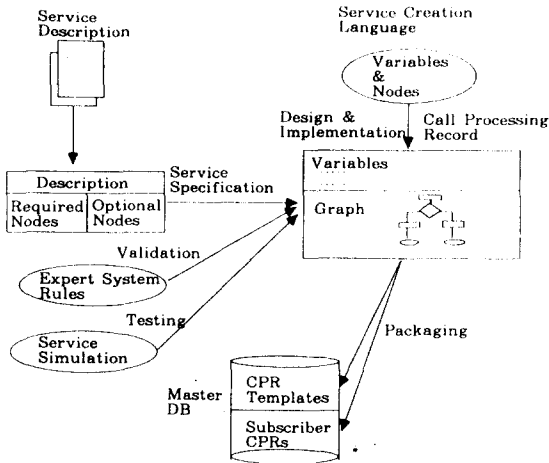 Service
Description
Service Creation
Language
Variables
&
Nodes
Design &
Implementation
Call Processing
Record
Variables
Graph
Description
Required
Nodes
Optional
Nodes
Service
Specification
Validation
Expert System
Rules
Testing
Service
Simulation
Packaging
Master
DB
CPR
Templates
Subscriber
CPRs